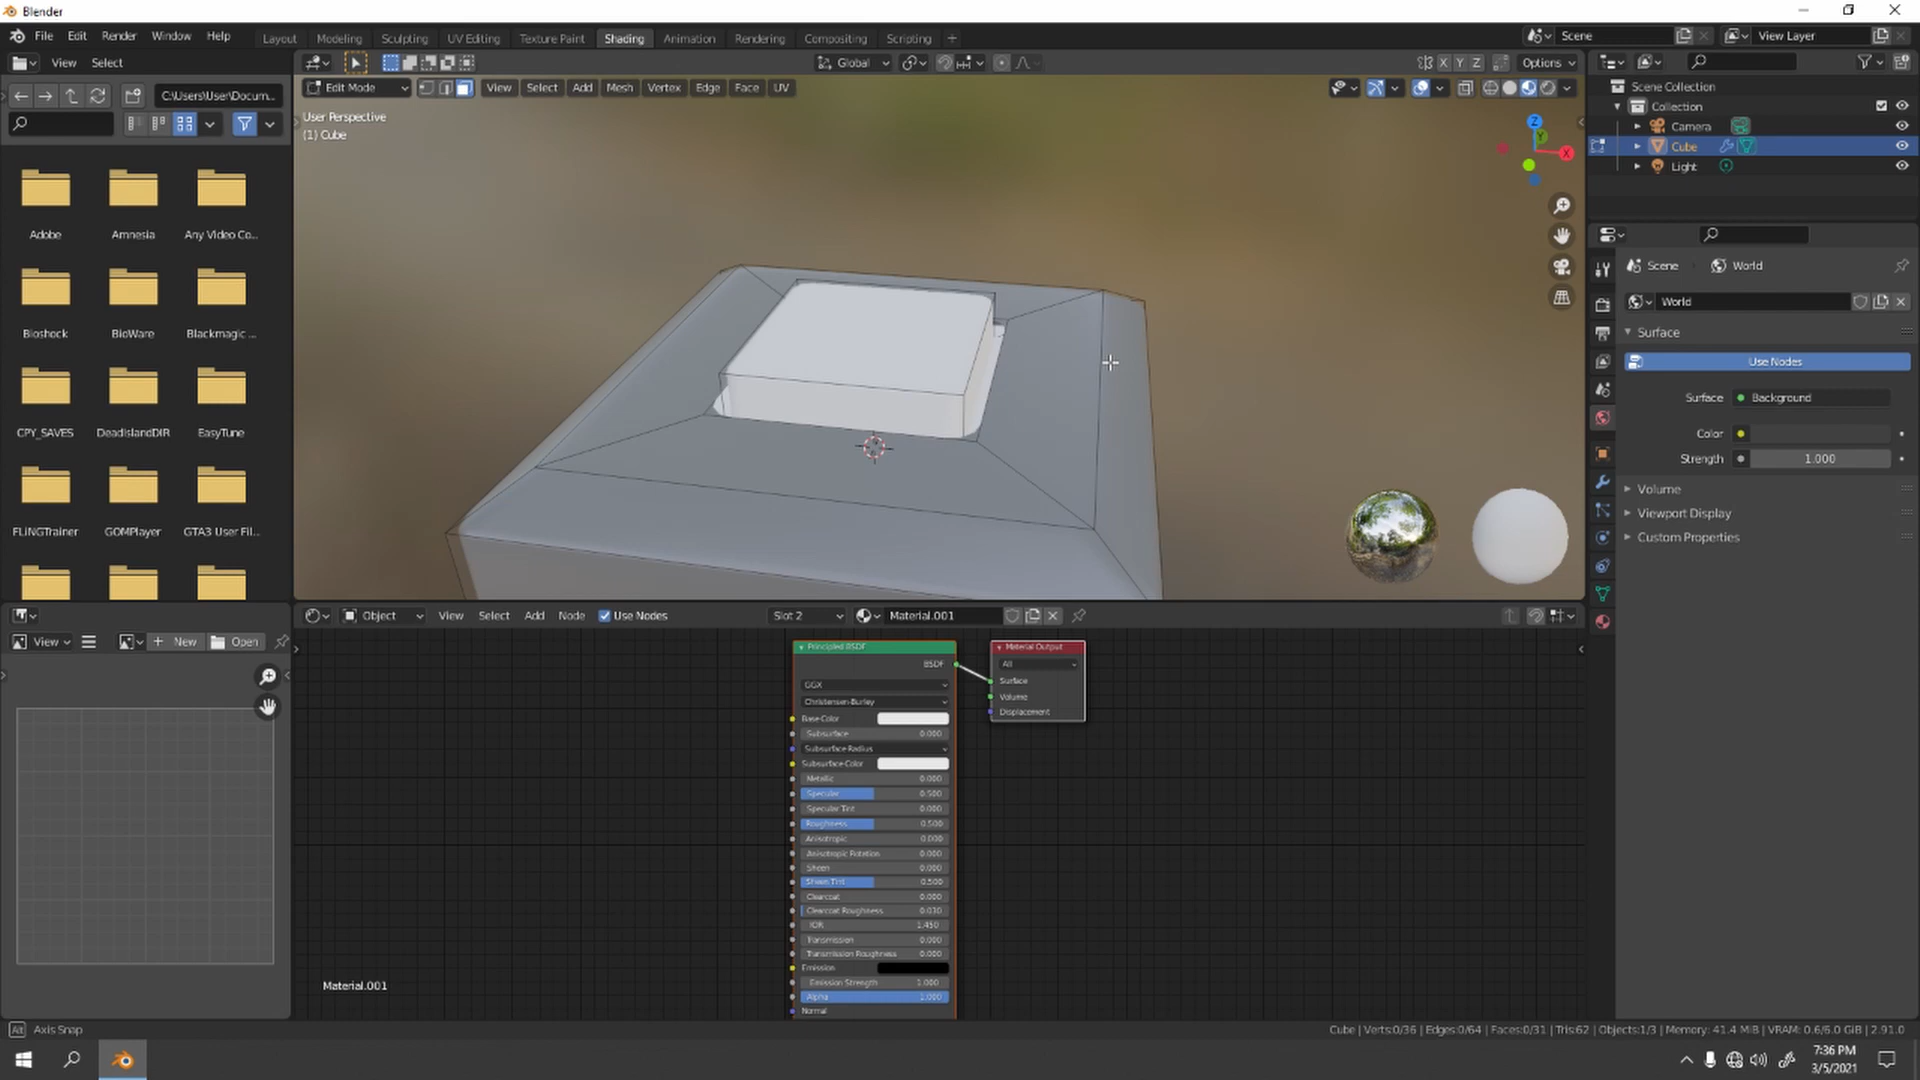 Blender
File Edit Render Window Help
Layout Modeling Sculpting UV Editing Texture Paint Shading Animation Rendering Compositing Scripting +
Scene
View Layer
View Select
Global
X Y Z
Options
C:\Users\User\Docum...
Edit Mode View Select Add Mesh Vertex Edge Face UV
User Perspective
(1) Cube
Z
Y
X
Adobe Amnesia Any Video Co...
Bioshock BioWare Blackmagic ...
CPY_SAVES DeadIslandDIR EasyTune
FLiNGTrainer GOMPlayer GTA3 User Fil...
Scene Collection
Collection
Camera
Cube
Light
Scene World
World
Surface
Use Nodes
Surface Background
Color
Strength 1.000
Volume
Viewport Display
Custom Properties
View New Open
Object View Select Add Node Use Nodes Slot 2 Material.001
Principled BSDF
BSDF
GGX
Christensen-Burley
Base Color
Subsurface 0.000
Subsurface Radius
Subsurface Color
Metallic 0.000
Specular 0.500
Specular Tint 0.000
Roughness 0.500
Anisotropic 0.000
Anisotropic Rotation 0.000
Sheen 0.000
Sheen Tint 0.500
Clearcoat 0.000
Clearcoat Roughness 0.030
IOR 1.450
Transmission 0.000
Transmission Roughness 0.000
Emission
Emission Strength 1.000
Alpha 1.000
Normal
Material Output
All
Surface
Volume
Displacement
Material.001
Alt Axis Snap
Cube | Verts:0/36 | Edges:0/64 | Faces:0/31 | Tris:62 | Objects:1/3 | Memory: 41.4 MiB | VRAM: 0.6/6.0 GiB | 2.91.0
7:36 PM
3/5/2021